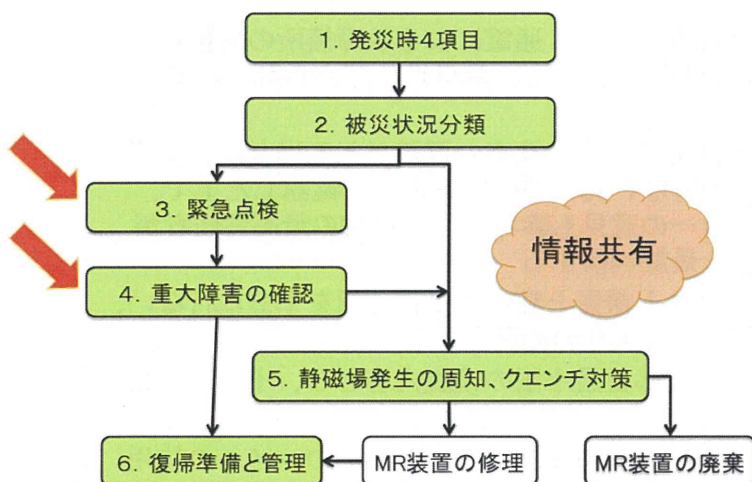 1. 発災時4項目
2. 被災状況分類
3. 緊急点検
情報共有
4. 重大障害の確認
5. 静磁場発生の周知、クエンチ対策
6. 復帰準備と管理
MR装置の修理
MR装置の廃棄